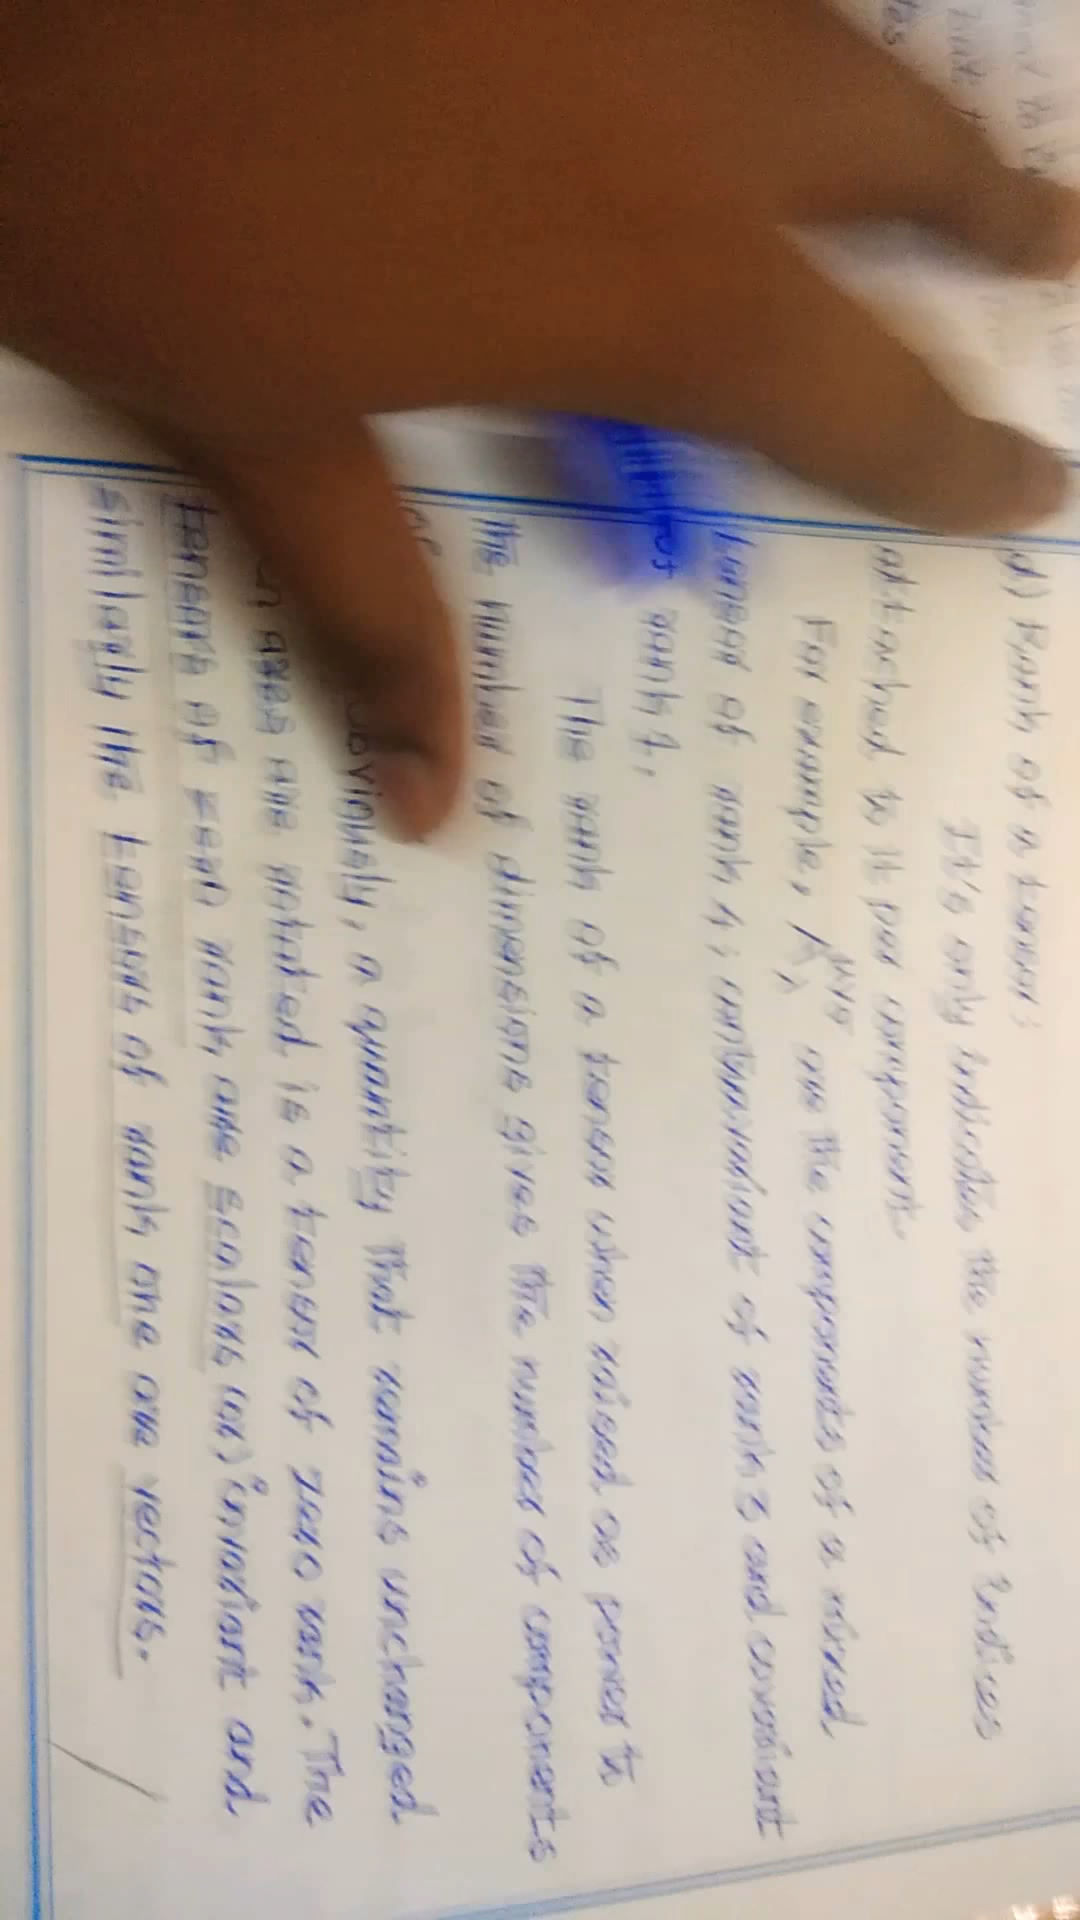 d) Rank of a tensor :
It's only indicates the number of indices
attached to it per component.
For example, A^μνσ_λ are the components of a mixed
tensor of rank 4; contravariant of rank 3 and covariant
of rank 1.
The rank of a tensor when raised as power to
the number of dimensions gives the number of components
obviously, a quantity that remains unchanged
axes are rotated is a tensor of zero rank. The
tensors of zero rank are scalars (or) invariant and
similarly the tensors of rank one are vectors.